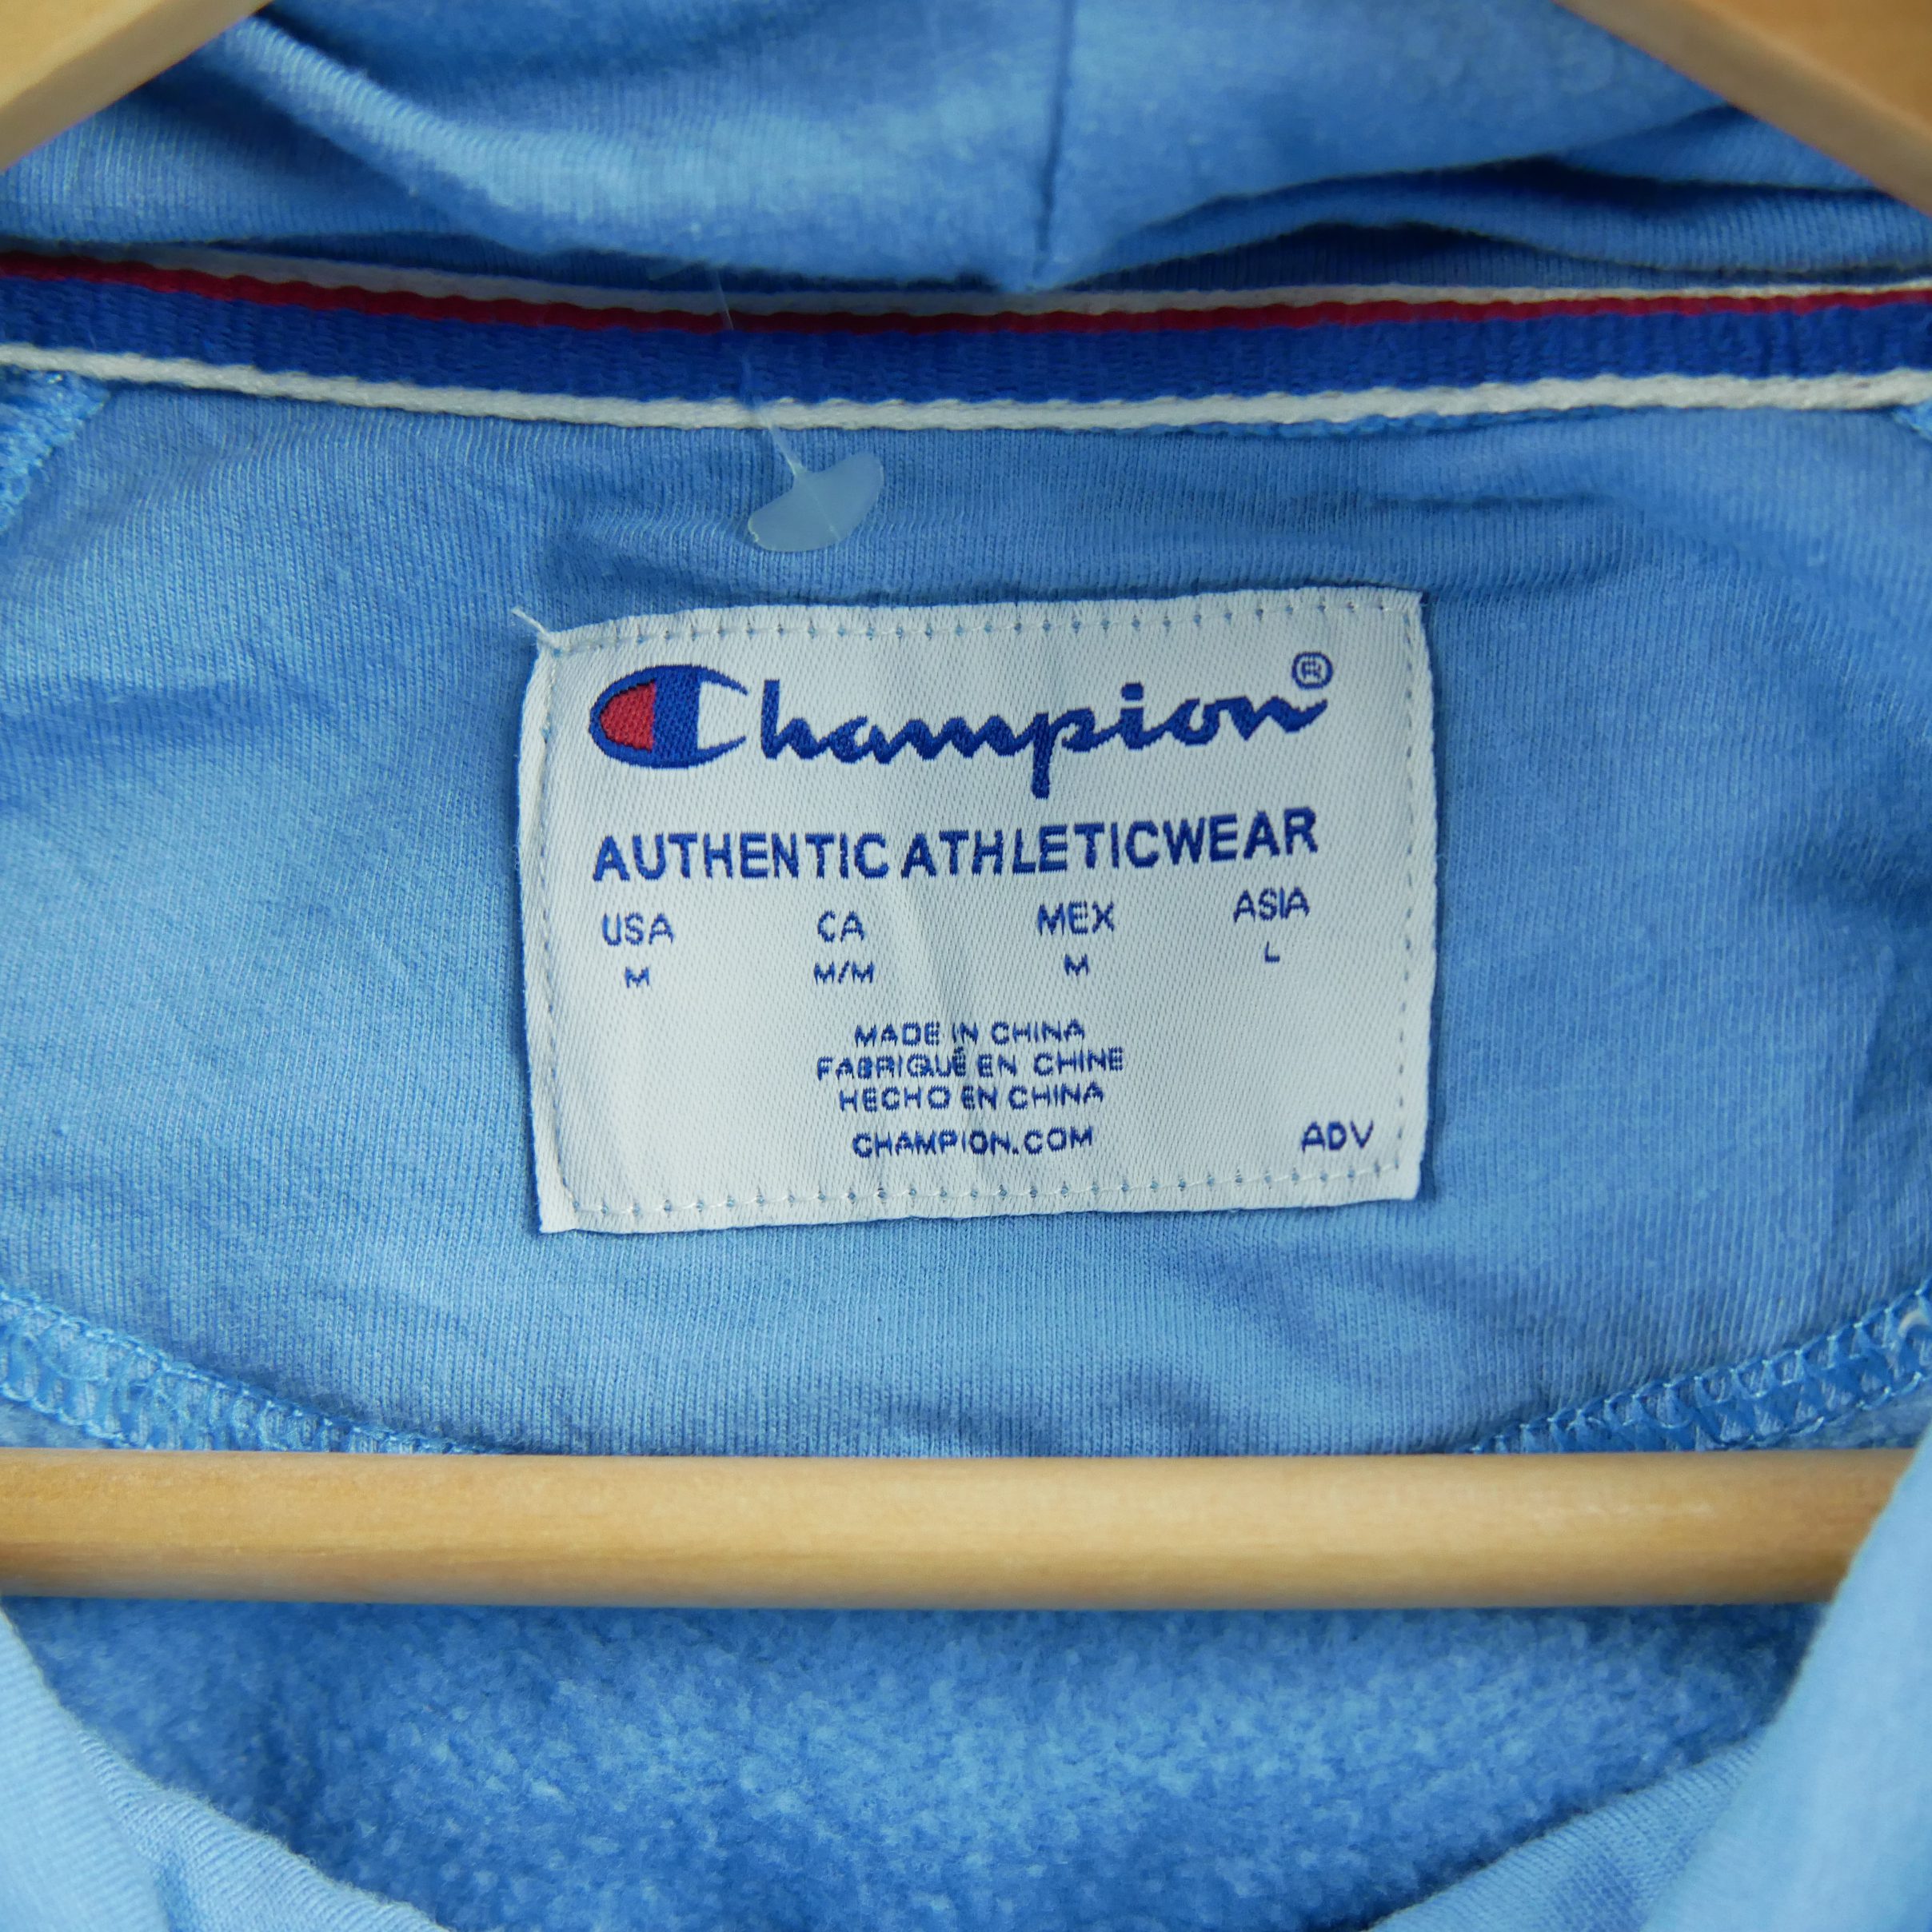 Champion®
AUTHENTIC ATHLETICWEAR
USA CA MEX ASIA
M M/M M L
MADE IN CHINA
FABRIQUÉ EN CHINE
HECHO EN CHINA
CHAMPION.COM ADV